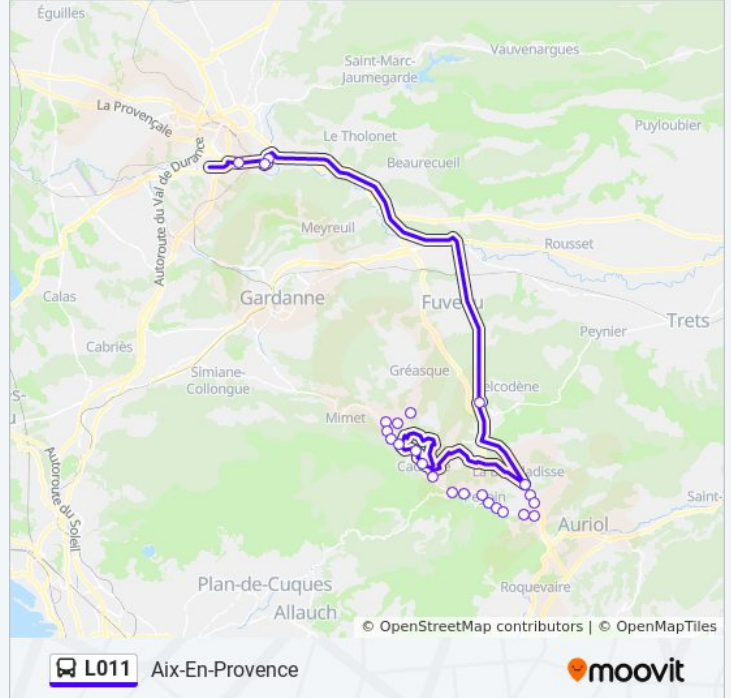 Éguilles
Vauvenargues
Saint-Marc-
Jaumegarde
La Provençale
Puyloubier
Le Tholonet
Beaurecueil
Autoroute du Val de Durance
Meyreuil
Rousset
Calas
Gardanne
Fuveau
Trets
Peynier
Cabriès
Simiane-
Collongue
Gréasque
elcodène
Mimet
s-
Autoroute du Soleil
Saint-
Auriol
Plan-de-Cuques
Roquevaire
Allauch
© OpenStreetMap contributors | © OpenMapTiles
L011 Aix-En-Provence
moovit